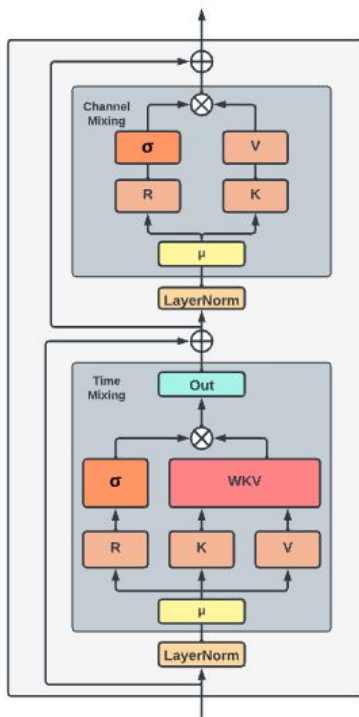 Channel
Mixing
σ
V
R
K
μ
LayerNorm
Time
Mixing
Out
σ
WKV
R
K
V
μ
LayerNorm